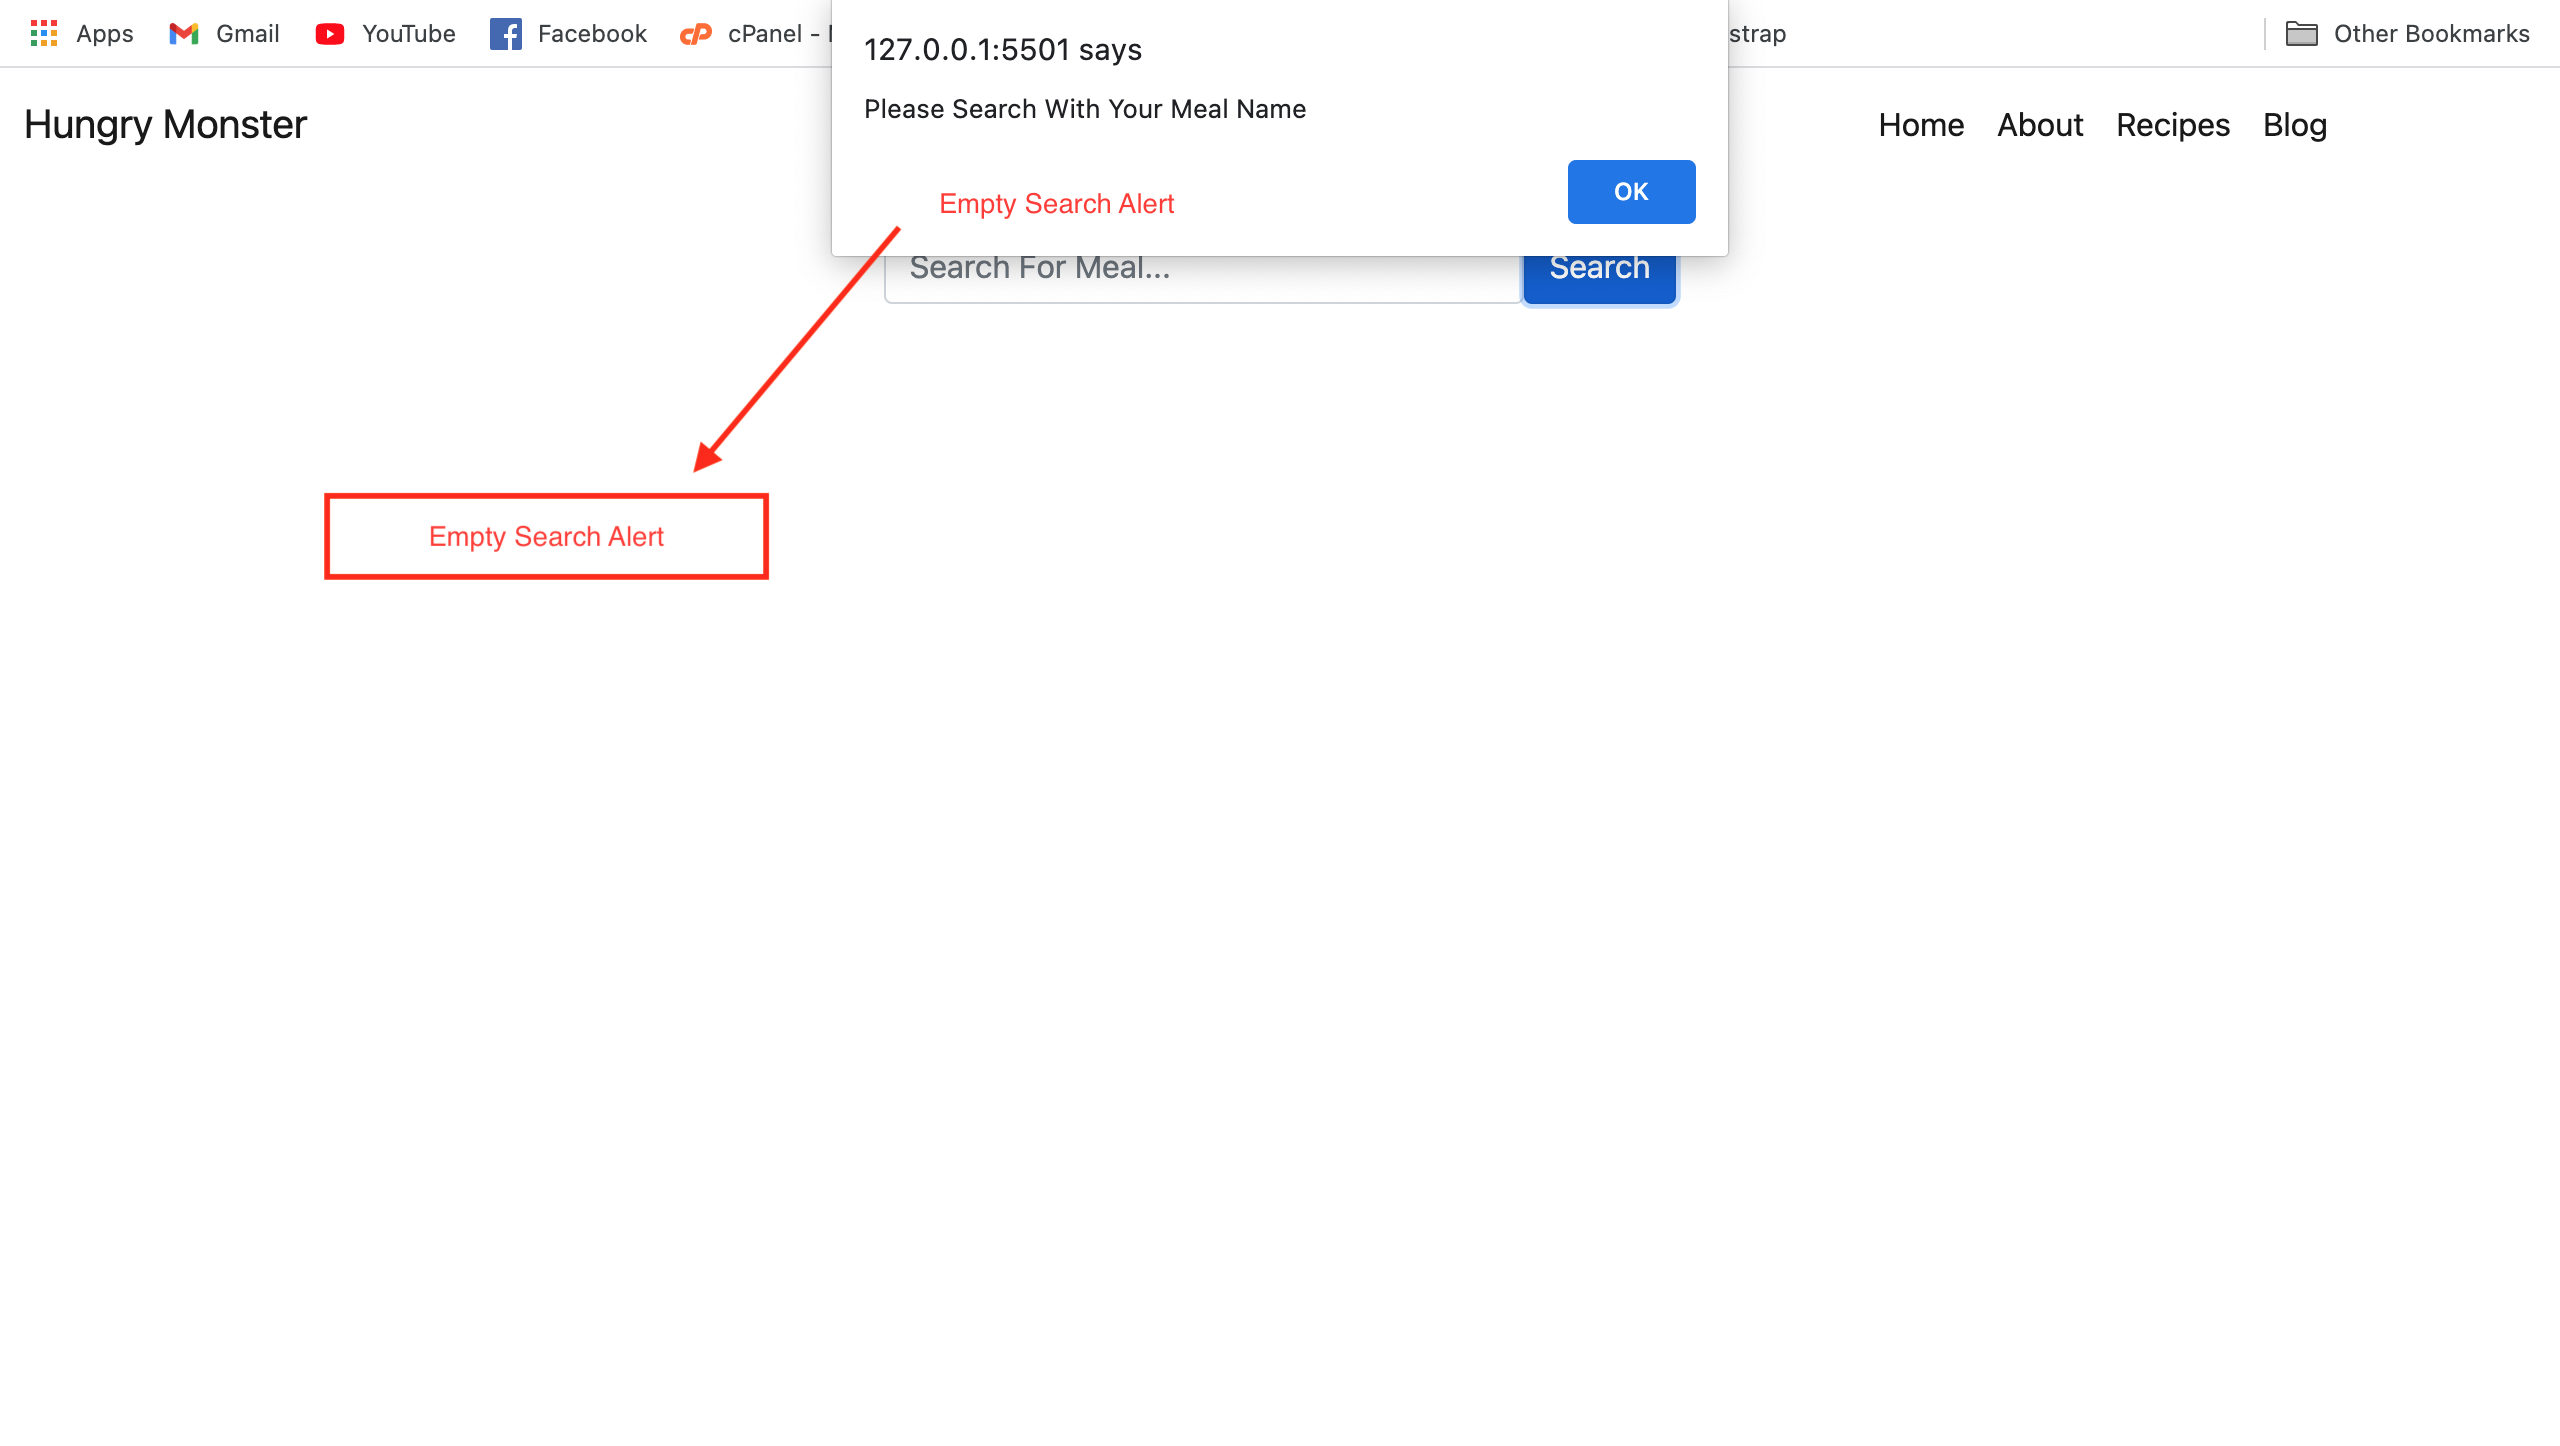 Apps Gmail YouTube Facebook cPanel - strap Other Bookmarks
127.0.0.1:5501 says
Please Search With Your Meal Name
Hungry Monster
Home About Recipes Blog
OK
Empty Search Alert
Search For Meal...
Search
Empty Search Alert